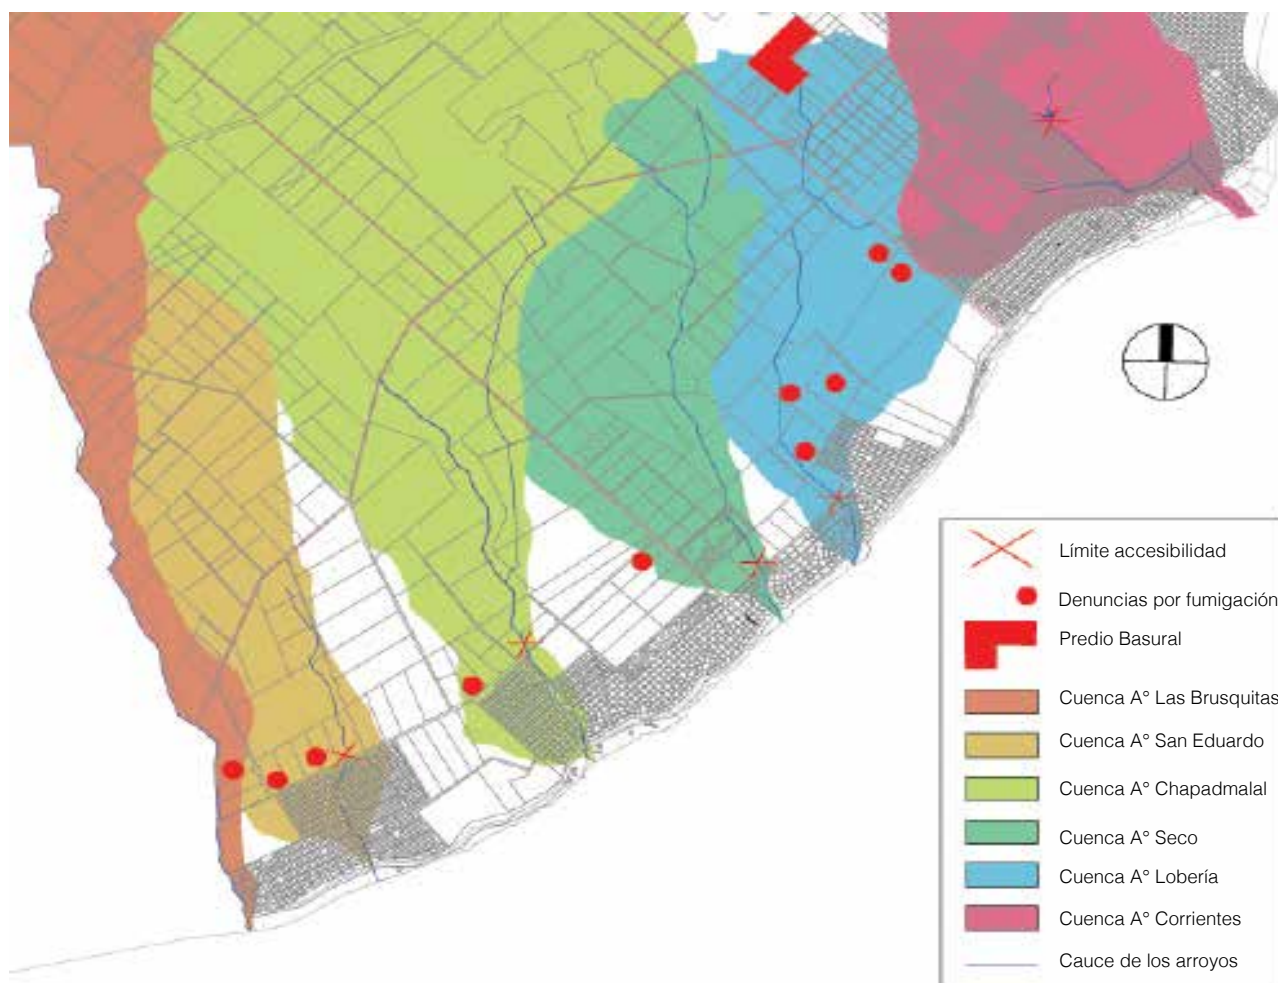 Límite accesibilidad
Denuncias por fumigación
Predio Basural
Cuenca A° Las Brusquitas
Cuenca A° San Eduardo
Cuenca A° Chapadmalal
Cuenca A° Seco
Cuenca A° Lobería
Cuenca A° Corrientes
Cauce de los arroyos